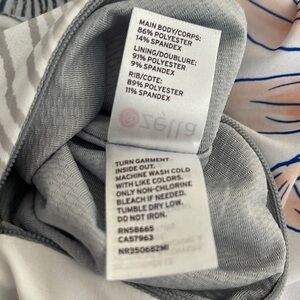 MAIN BODY/CORPS:
86% POLYESTER
14% SPANDEX
LINING/DOUBLURE:
91% POLYESTER
9% SPANDEX
RIB/COTE:
89% POLYESTER
11% SPANDEX
zella
TURN GARMENT
INSIDE OUT.
MACHINE WASH COLD
WITH LIKE COLORS.
ONLY NON-CHLORINE
BLEACH IF NEEDED.
TUMBLE DRY LOW.
DO NOT IRON.
RN58665
CA57963
NR350682MI